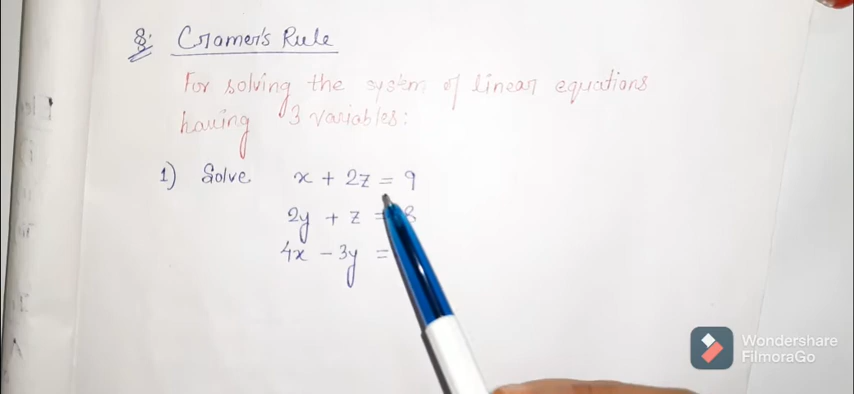 8. Cramer's Rule
For solving the system of linear equations
having 3 variables:
1) Solve x + 2z = 9
2y + z = 8
4x - 3y =
Wondershare
FilmoraGo